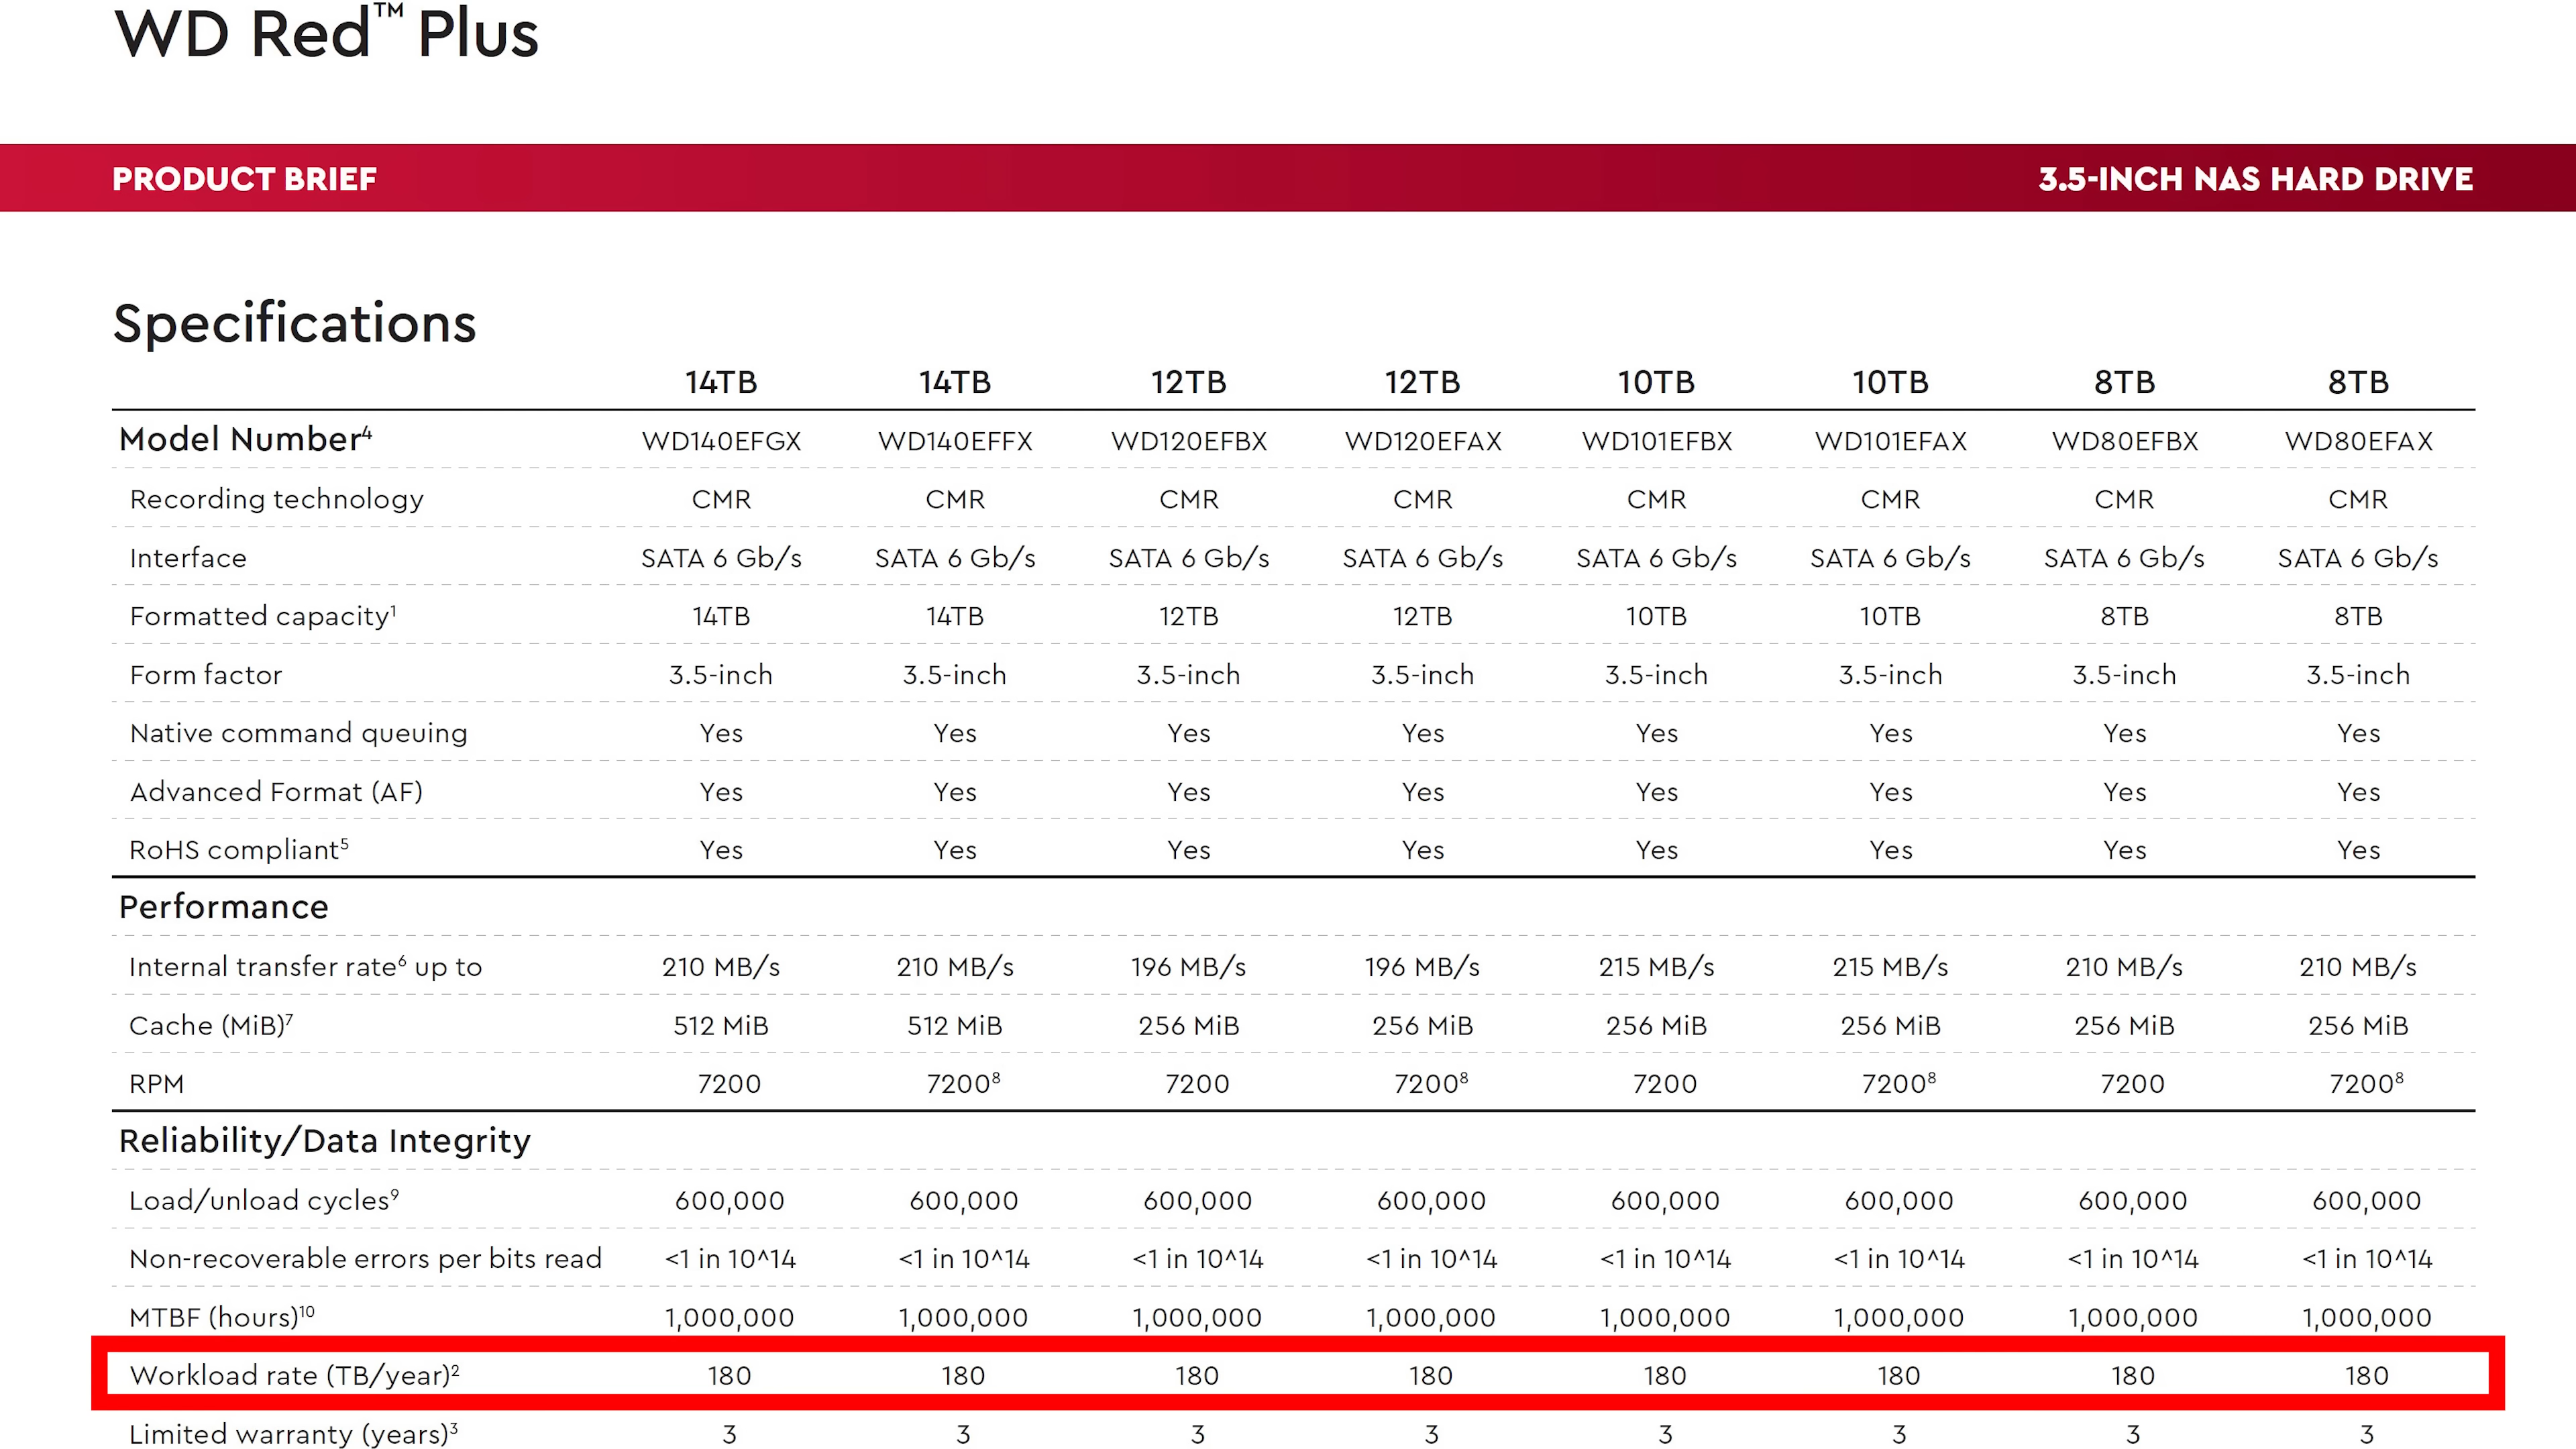 WD Red™ Plus
PRODUCT BRIEF 3.5-INCH NAS HARD DRIVE
Specifications
14TB 14TB 12TB 12TB 10TB 10TB 8TB 8TB
Model Number⁴ WD140EFGX WD140EFFX WD120EFBX WD120EFAX WD101EFBX WD101EFAX WD80EFBX WD80EFAX
Recording technology CMR CMR CMR CMR CMR CMR CMR CMR
Interface SATA 6 Gb/s SATA 6 Gb/s SATA 6 Gb/s SATA 6 Gb/s SATA 6 Gb/s SATA 6 Gb/s SATA 6 Gb/s SATA 6 Gb/s
Formatted capacity¹ 14TB 14TB 12TB 12TB 10TB 10TB 8TB 8TB
Form factor 3.5-inch 3.5-inch 3.5-inch 3.5-inch 3.5-inch 3.5-inch 3.5-inch 3.5-inch
Native command queuing Yes Yes Yes Yes Yes Yes Yes Yes
Advanced Format (AF) Yes Yes Yes Yes Yes Yes Yes Yes
RoHS compliant⁵ Yes Yes Yes Yes Yes Yes Yes Yes
Performance
Internal transfer rate⁶ up to 210 MB/s 210 MB/s 196 MB/s 196 MB/s 215 MB/s 215 MB/s 210 MB/s 210 MB/s
Cache (MiB)⁷ 512 MiB 512 MiB 256 MiB 256 MiB 256 MiB 256 MiB 256 MiB 256 MiB
RPM 7200 7200⁸ 7200 7200⁸ 7200 7200⁸ 7200 7200⁸
Reliability/Data Integrity
Load/unload cycles⁹ 600,000 600,000 600,000 600,000 600,000 600,000 600,000 600,000
Non-recoverable errors per bits read <1 in 10^14 <1 in 10^14 <1 in 10^14 <1 in 10^14 <1 in 10^14 <1 in 10^14 <1 in 10^14 <1 in 10^14
MTBF (hours)¹⁰ 1,000,000 1,000,000 1,000,000 1,000,000 1,000,000 1,000,000 1,000,000 1,000,000
Workload rate (TB/year)² 180 180 180 180 180 180 180 180
Limited warranty (years)³ 3 3 3 3 3 3 3 3